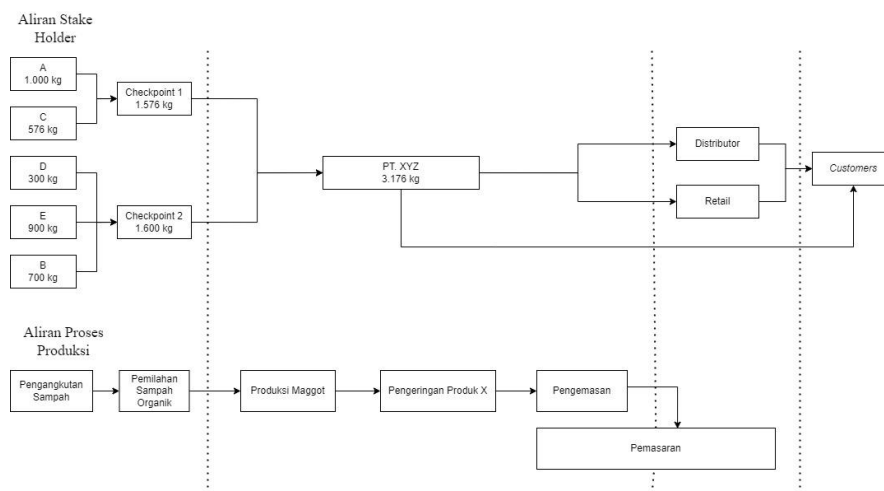 Aliran Stake
Holder
A
1.000 kg
C
576 kg
D
300 kg
E
900 kg
B
700 kg
Checkpoint 1
1.576 kg
Checkpoint 2
1.600 kg
PT. XYZ
3.176 kg
Distributor
Retail
Customers
Aliran Proses
Produksi
Pengangkutan
Sampah
Pemilahan
Sampah
Organik
Produksi Maggot
Pengeringan Produk X
Pengemasan
Pemasaran